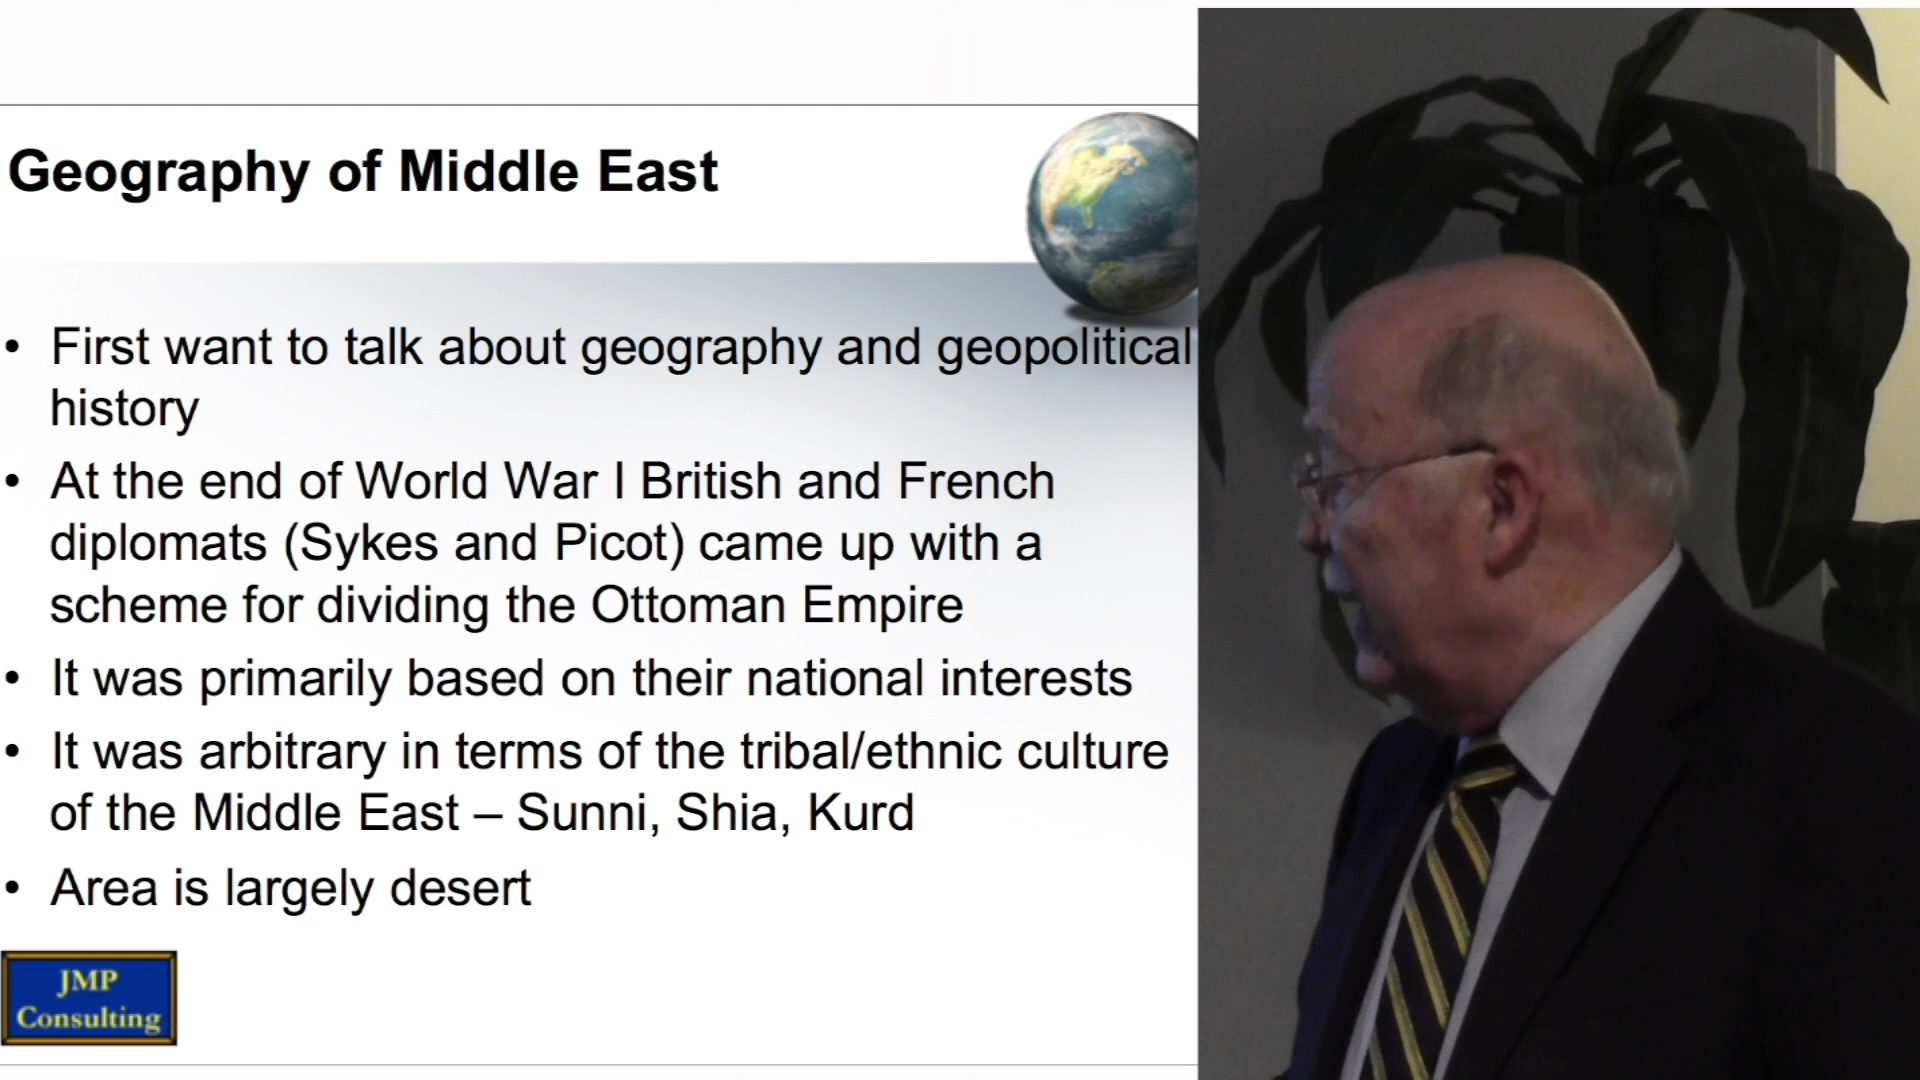 Geography of Middle East
• First want to talk about geography and geopolitical
history
• At the end of World War I British and French
diplomats (Sykes and Picot) came up with a
scheme for dividing the Ottoman Empire
• It was primarily based on their national interests
• It was arbitrary in terms of the tribal/ethnic culture
of the Middle East – Sunni, Shia, Kurd
• Area is largely desert
JMP
Consulting